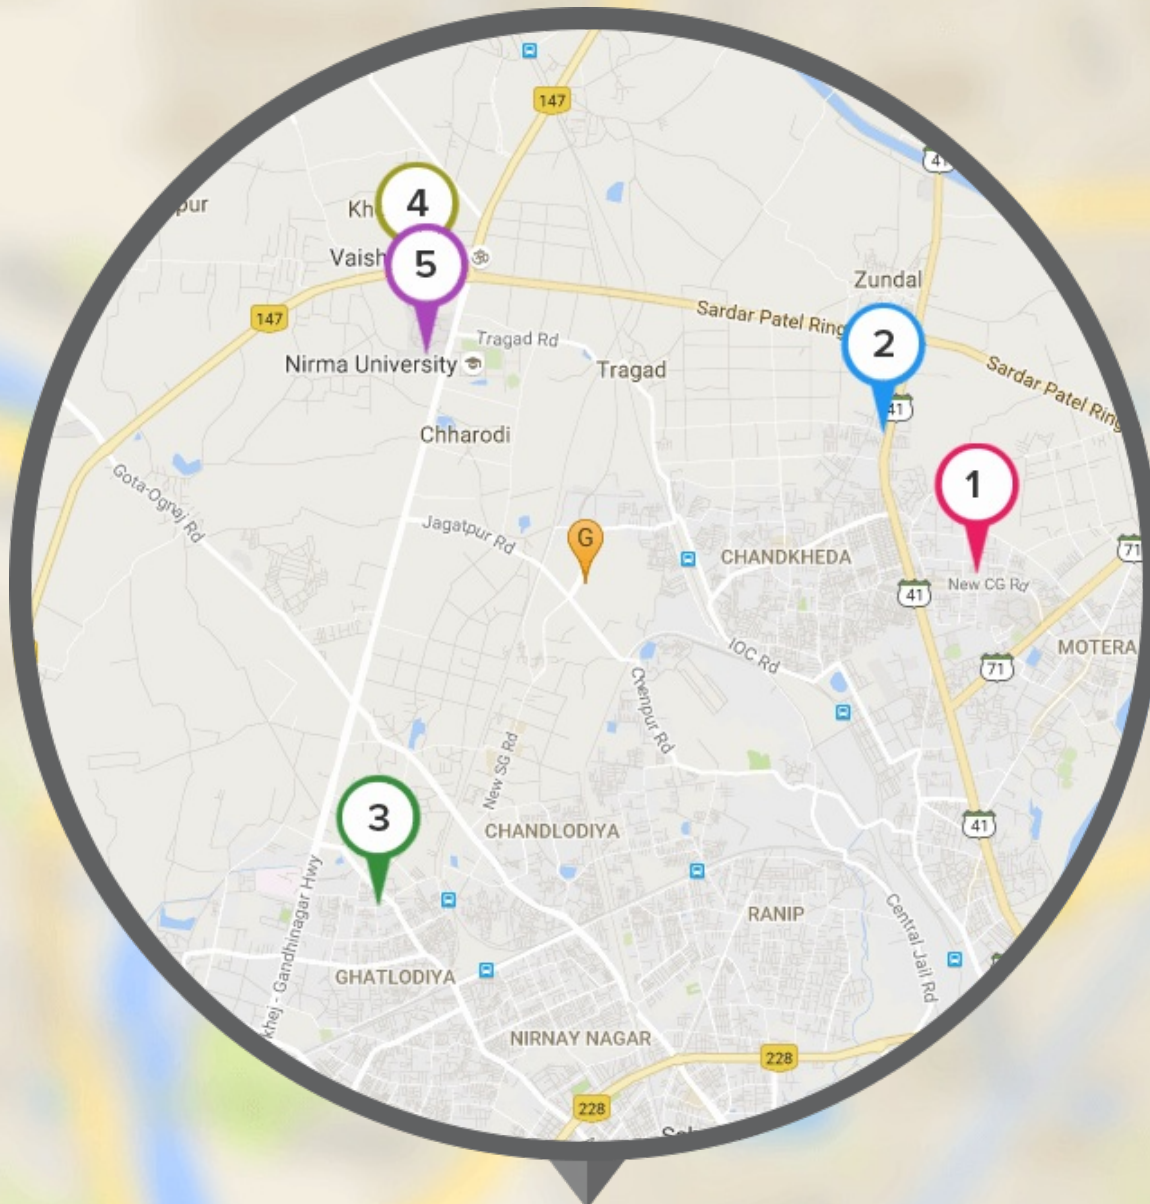 147
41
pur
Kh
4
Vaish
5
Zundal
147
Sardar Patel Ring
2
Sardar Patel Ring
Tragad Rd
Nirma University
Tragad
41
Chharodi
1
Gota-Ognaj Rd
Jagatpur Rd
G
CHANDKHEDA
71
New CG Rd
41
MOTERA
IOC Rd
71
Chenpur Rd
New SG Rd
3
CHANDLODIYA
41
khej - Gandhinagar Hwy
RANIP
Central Jail Rd
GHATLODIYA
NIRNAY NAGAR
228
228